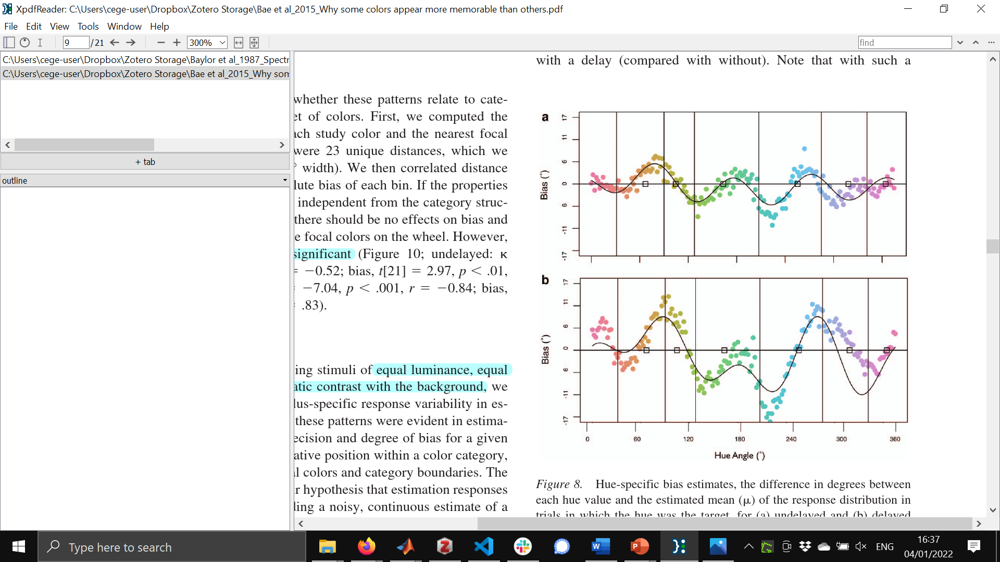 XpdfReader: C:\Users\cege-user\Dropbox\Zotero Storage\Bae et al_2015_Why some colors appear more memorable than others.pdf
File Edit View Tools Window Help
9 /21 300% find
C:\Users\cege-user\Dropbox\Zotero Storage\Baylor et al_1987_Spectr
C:\Users\cege-user\Dropbox\Zotero Storage\Bae et al_2015_Why som
+ tab
outline
whether these patterns relate to cate-
et of colors. First, we computed the
ach study color and the nearest focal
were 23 unique distances, which we
° width). We then correlated distance
lute bias of each bin. If the properties
independent from the category struc-
there should be no effects on bias and
e focal colors on the wheel. However,
significant (Figure 10; undelayed: κ
= −0.52; bias, t[21] = 2.97, p < .01,
= −7.04, p < .001, r = −0.84; bias,
= .83).
ing stimuli of equal luminance, equal
atic contrast with the background, we
lus-specific response variability in es-
these patterns were evident in estima-
ecision and degree of bias for a given
ative position within a color category,
al colors and category boundaries. The
r hypothesis that estimation responses
ding a noisy, continuous estimate of a
with a delay (compared with without). Note that with such a
a
17
11
6
0
6
-11
-17
Bias (°)
b
17
11
6
0
6
-11
-17
Bias (°)
0 60 120 180 240 300 360
Hue Angle (°)
Figure 8. Hue-specific bias estimates, the difference in degrees between
each hue value and the estimated mean (μ) of the response distribution in
trials in which the hue was the target, for (a) undelayed and (b) delayed
Type here to search
ENG
16:37
04/01/2022